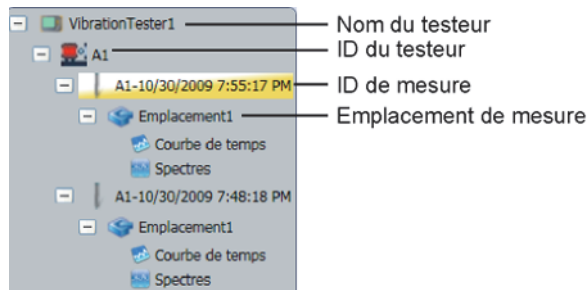 VibrationTester1
Nom du testeur
A1
ID du testeur
A1-10/30/2009 7:55:17 PM
ID de mesure
Emplacement1
Emplacement de mesure
Courbe de temps
Spectres
A1-10/30/2009 7:48:18 PM
Emplacement1
Courbe de temps
Spectres